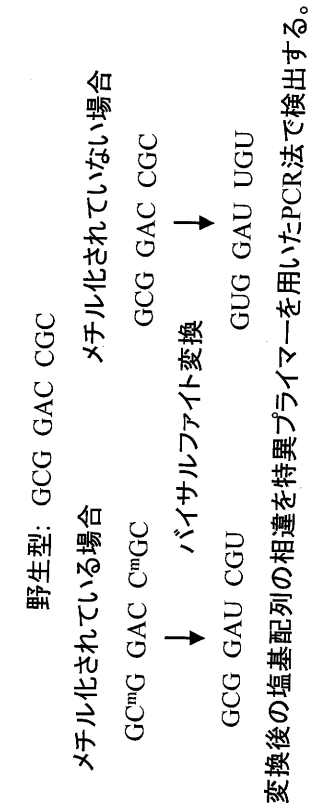 野生型: GCG GAC CGC
メチル化されている場合
メチル化されていない場合
GCᵐG GAC CᵐGC
GCG GAC CGC
バイサルファイト変換
GCG GAU CGU
GUG GAU UGU
変換後の塩基配列の相違を特異プライマーを用いたPCR法で検出する。